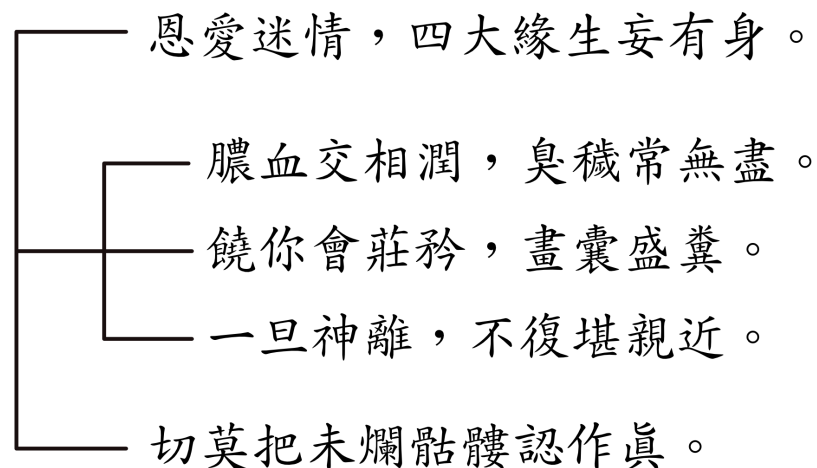 恩愛迷情，四大緣生妄有身。
膿血交相潤，臭穢常無盡。
饒你會莊矜，畫囊盛糞。
一旦神離，不復堪親近。
切莫把未爛骷髏認作眞。